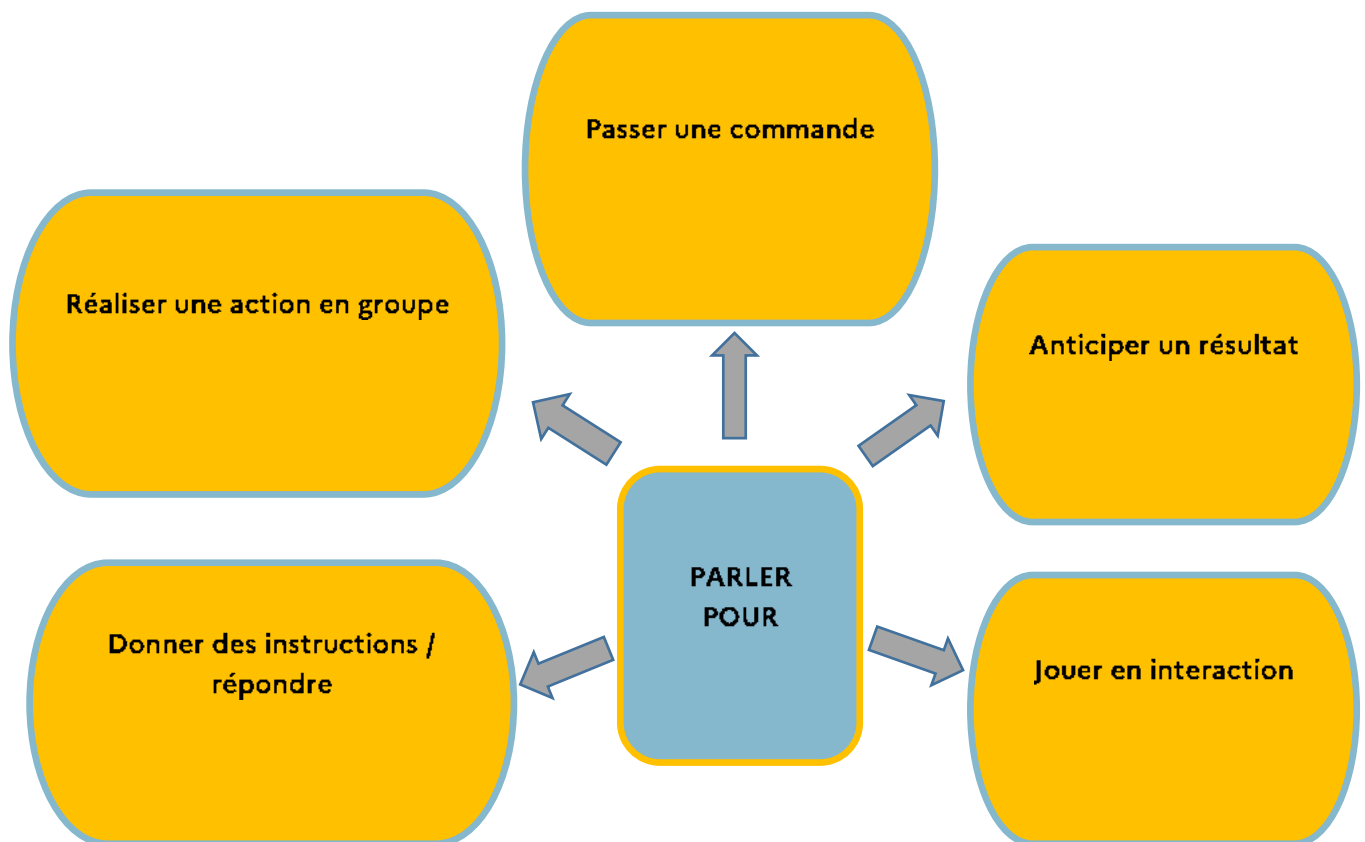 Passer une commande
Réaliser une action en groupe
Anticiper un résultat
PARLER
POUR
Donner des instructions /
répondre
Jouer en interaction